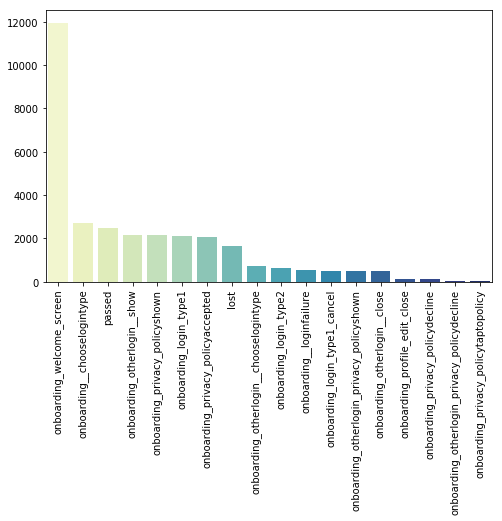 12000
10000
8000
6000
4000
2000
0
onboarding_welcome_screen
onboarding__chooselogintype
passed
onboarding_otherlogin__show
onboarding_privacy_policyshown
onboarding_login_type1
onboarding_privacy_policyaccepted
lost
onboarding_otherlogin__chooselogintype
onboarding_login_type2
onboarding__loginfailure
onboarding_login_type1_cancel
onboarding_otherlogin_privacy_policyshown
onboarding_otherlogin__close
onboarding_profile_edit_close
onboarding_privacy_policydecline
onboarding_otherlogin_privacy_policydecline
onboarding_privacy_policytaptopolicy